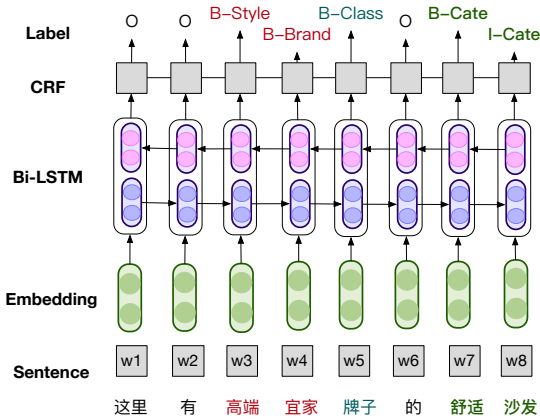 Label O O B-Style B-Brand B-Class O B-Cate I-Cate
CRF
Bi-LSTM
Embedding
Sentence w1 w2 w3 w4 w5 w6 w7 w8
这里 有 高端 宜家 牌子 的 舒适 沙发